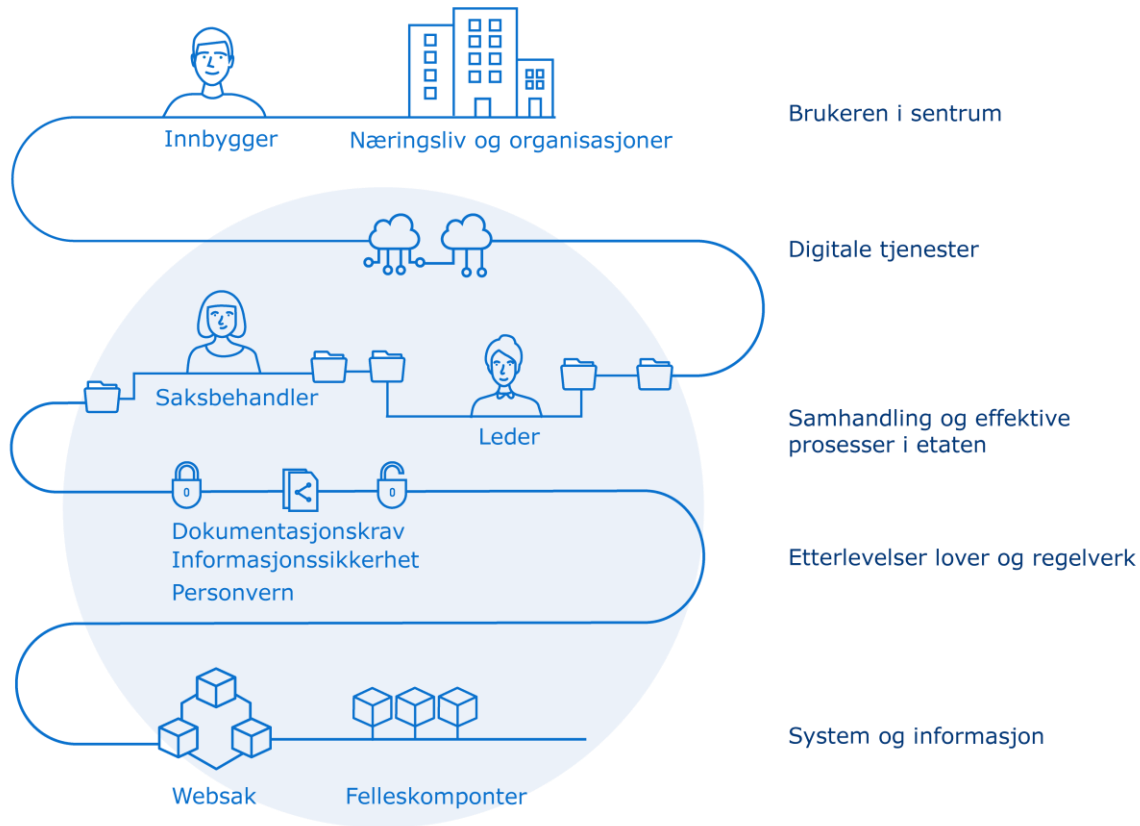 Innbygger
Næringsliv og organisasjoner
Brukeren i sentrum
Digitale tjenester
Saksbehandler
Leder
Samhandling og effektive
prosesser i etaten
Dokumentasjonskrav
Informasjonssikkerhet
Personvern
Etterlevelser lover og regelverk
Websak
Felleskomponter
System og informasjon